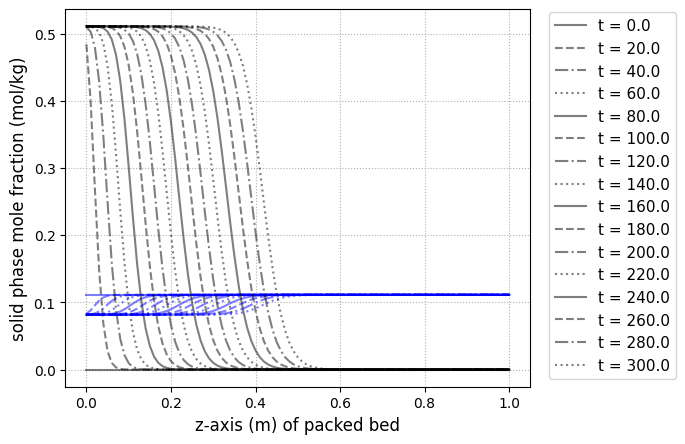 solid phase mole fraction (mol/kg)
0.5
0.4
0.3
0.2
0.1
0.0
0.0 0.2 0.4 0.6 0.8 1.0
z-axis (m) of packed bed
t = 0.0
t = 20.0
t = 40.0
t = 60.0
t = 80.0
t = 100.0
t = 120.0
t = 140.0
t = 160.0
t = 180.0
t = 200.0
t = 220.0
t = 240.0
t = 260.0
t = 280.0
t = 300.0